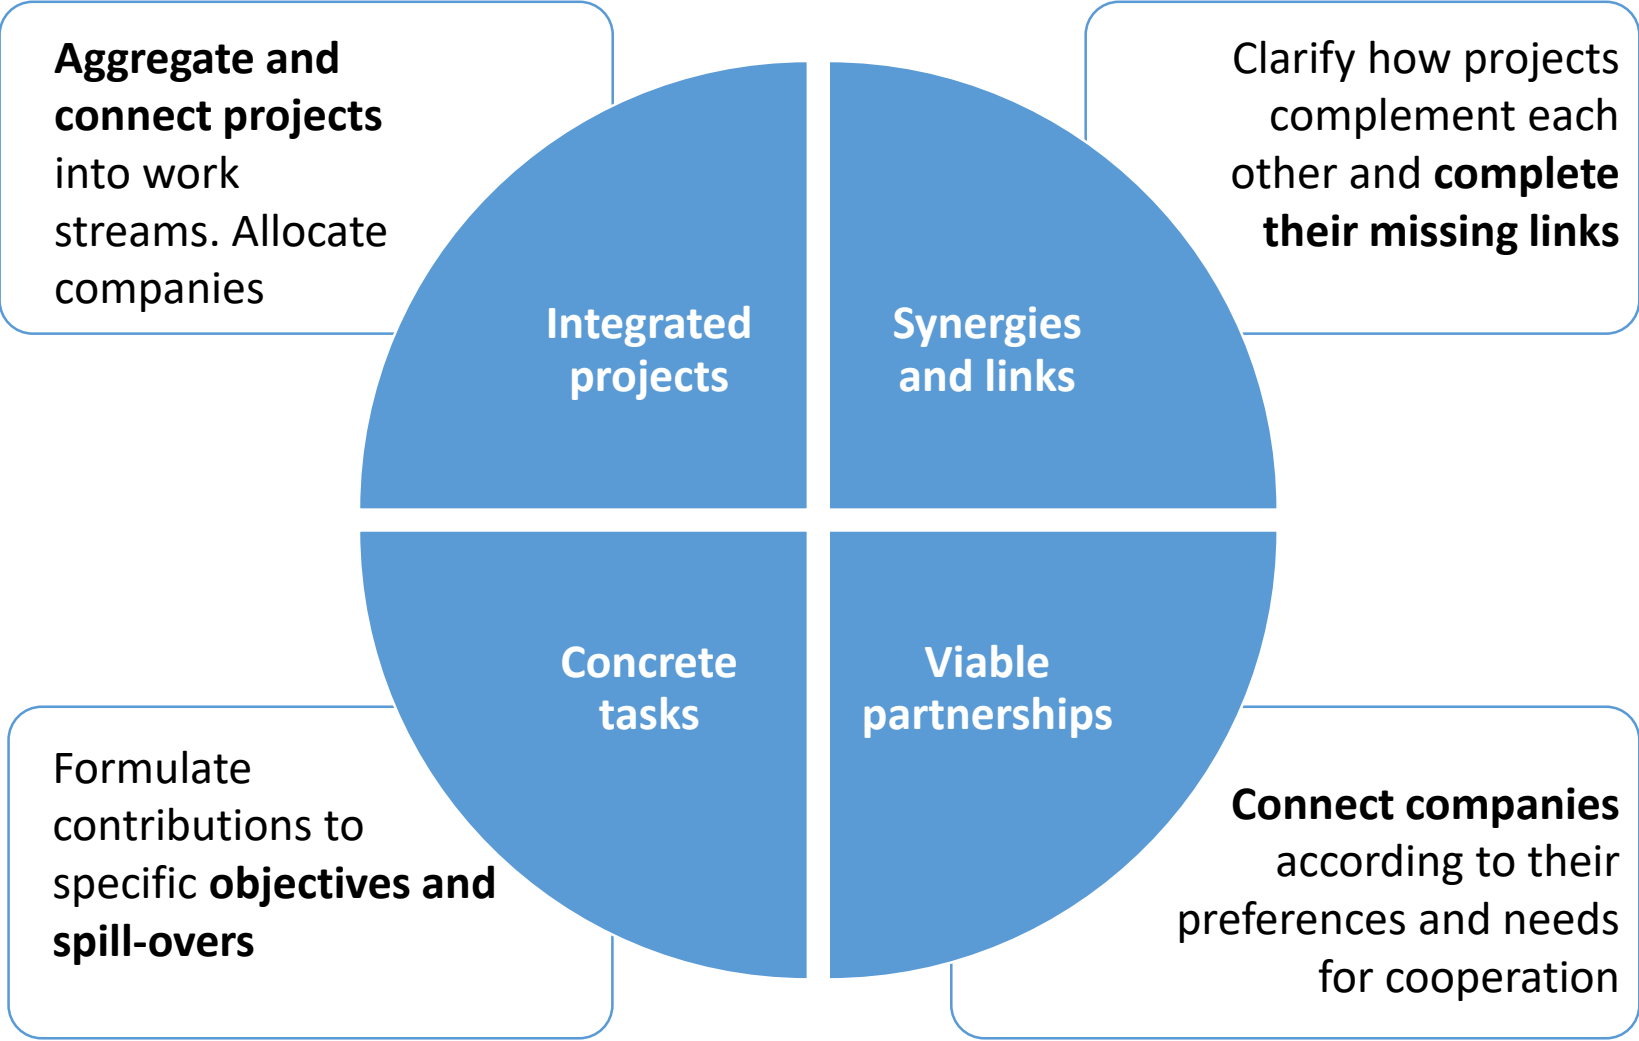 Aggregate and
connect projects
into work
streams. Allocate
companies
Clarify how projects
complement each
other and complete
their missing links
Integrated
projects
Synergies
and links
Concrete
tasks
Viable
partnerships
Formulate
contributions to
specific objectives and
spill-overs
Connect companies
according to their
preferences and needs
for cooperation